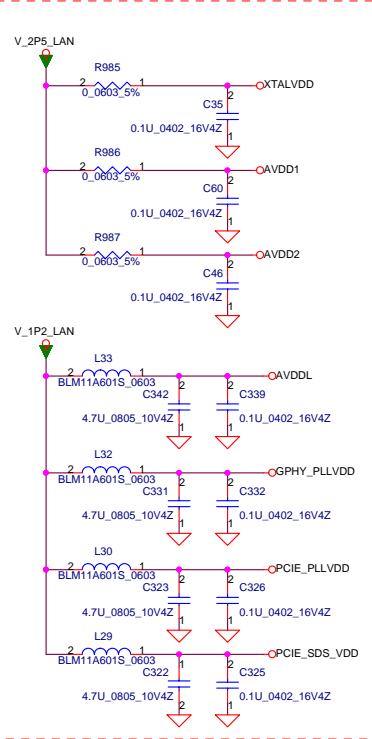 V_2P5_LAN
R985
2 1
0_0603_5%
XTALVDD
C35
2
0.1U_0402_16V4Z
1
R986
2 1
0_0603_5%
AVDD1
C60
2
0.1U_0402_16V4Z
1
R987
2 1
0_0603_5%
AVDD2
C46
2
0.1U_0402_16V4Z
1
V_1P2_LAN
L33
2 1
BLM11A601S_0603
AVDDL
C342
2
4.7U_0805_10V4Z
1
C339
2
0.1U_0402_16V4Z
1
L32
2 1
BLM11A601S_0603
GPHY_PLLVDD
C331
2
4.7U_0805_10V4Z
1
C332
2
0.1U_0402_16V4Z
1
L30
2 1
BLM11A601S_0603
PCIE_PLLVDD
C323
2
4.7U_0805_10V4Z
1
C326
2
0.1U_0402_16V4Z
1
L29
2 1
BLM11A601S_0603
PCIE_SDS_VDD
C322
1
4.7U_0805_10V4Z
2
C325
2
0.1U_0402_16V4Z
1